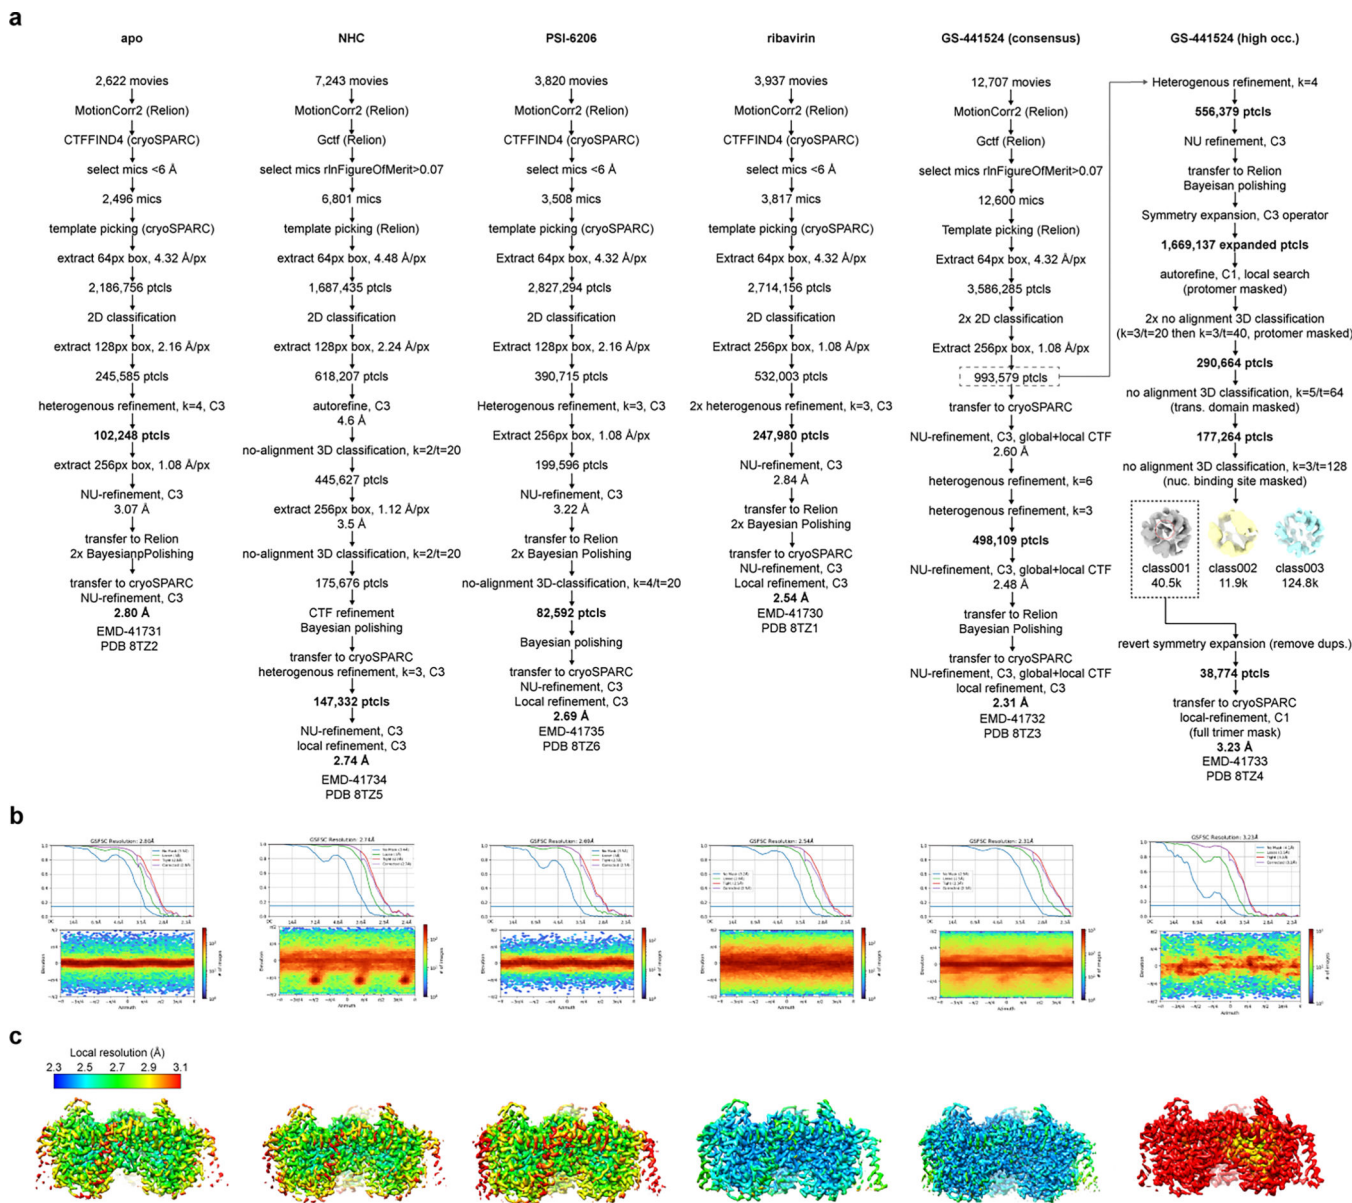 a
apo
2,622 movies
MotionCorr2 (Relion)
CTFFIND4 (cryoSPARC)
select mics <6 Å
2,496 mics
template picking (cryoSPARC)
extract 64px box, 4.32 Å/px
2,186,756 ptcls
2D classification
extract 128px box, 2.16 Å/px
245,585 ptcls
heterogenous refinement, k=4, C3
102,248 ptcls
extract 256px box, 1.08 Å/px
NU-refinement, C3
3.07 Å
transfer to Relion
2x BayesianpPolishing
transfer to cryoSPARC
NU-refinement, C3
2.80 Å
EMD-41731
PDB 8TZ2
NHC
7,243 movies
MotionCorr2 (Relion)
Gctf (Relion)
select mics rlnFigureOfMerit>0.07
6,801 mics
template picking (Relion)
extract 64px box, 4.48 Å/px
1,687,435 ptcls
2D classification
extract 128px box, 2.24 Å/px
618,207 ptcls
autorefine, C3
4.6 Å
no-alignment 3D classification, k=2/t=20
445,627 ptcls
extract 256px box, 1.12 Å/px
3.5 Å
no-alignment 3D classification, k=2/t=20
175,676 ptcls
CTF refinement
Bayesian polishing
transfer to cryoSPARC
heterogenous refinement, k=3, C3
147,332 ptcls
NU-refinement, C3
local refinement, C3
2.74 Å
EMD-41734
PDB 8TZ5
PSI-6206
3,820 movies
MotionCorr2 (Relion)
CTFFIND4 (cryoSPARC)
select mics <6 Å
3,508 mics
template picking (cryoSPARC)
Extract 64px box, 4.32 Å/px
2,827,294 ptcls
2D classification
Extract 128px box, 2.16 Å/px
390,715 ptcls
Heterogenous refinement, k=3, C3
Extract 256px box, 1.08 Å/px
199,596 ptcls
NU-refinement, C3
3.22 Å
transfer to Relion
2x Bayesian Polishing
no-alignment 3D-classification, k=4/t=20
82,592 ptcls
Bayesian polishing
transfer to cryoSPARC
NU-refinement, C3
Local refinement, C3
2.69 Å
EMD-41735
PDB 8TZ6
ribavirin
3,937 movies
MotionCorr2 (Relion)
CTFFIND4 (cryoSPARC)
select mics <6 Å
3,817 mics
template picking (cryoSPARC)
Extract 64px box, 4.32 Å/px
2,714,156 ptcls
2D classification
Extract 256px box, 1.08 Å/px
532,003 ptcls
2x heterogenous refinement, k=3, C3
247,980 ptcls
NU-refinement, C3
2.84 Å
transfer to Relion
2x Bayesian Polishing
transfer to cryoSPARC
NU-refinement, C3
Local refinement, C3
2.54 Å
EMD-41730
PDB 8TZ1
GS-441524 (consensus)
12,707 movies
MotionCorr2 (Relion)
Gctf (Relion)
select mics rlnFigureOfMerit>0.07
12,600 mics
Template picking (Relion)
Extract 64px box, 4.32 Å/px
3,586,285 ptcls
2x 2D classification
Extract 256px box, 1.08 Å/px
993,579 ptcls
transfer to cryoSPARC
NU-refinement, C3, global+local CTF
2.60 Å
heterogenous refinement, k=6
heterogenous refinement, k=3
498,109 ptcls
NU-refinement, C3, global+local CTF
2.48 Å
transfer to Relion
Bayesian Polishing
transfer to cryoSPARC
NU-refinement, C3, global+local CTF
local refinement, C3
2.31 Å
EMD-41732
PDB 8TZ3
GS-441524 (high occ.)
Heterogenous refinement, k=4
556,379 ptcls
NU refinement, C3
transfer to Relion
Bayeisan polishing
Symmetry expansion, C3 operator
1,669,137 expanded ptcls
autorefine, C1, local search
(protomer masked)
2x no alignment 3D classification
(k=3/t=20 then k=3/t=40, protomer masked)
290,664 ptcls
no alignment 3D classification, k=5/t=64
(trans. domain masked)
177,264 ptcls
no alignment 3D classification, k=3/t=128
(nuc. binding site masked)
class001
40.5k
class002
11.9k
class003
124.8k
revert symmetry expansion (remove dups.)
38,774 ptcls
transfer to cryoSPARC
local-refinement, C1
(full trimer mask)
3.23 Å
EMD-41733
PDB 8TZ4
b
GSFSC Resolution: 2.80Å
GSFSC Resolution: 2.74Å
GSFSC Resolution: 2.69Å
GSFSC Resolution: 2.54Å
GSFSC Resolution: 2.31Å
GSFSC Resolution: 3.23Å
Elevation
Azimuth
# of images
c
Local resolution (Å)
2.3 2.5 2.7 2.9 3.1